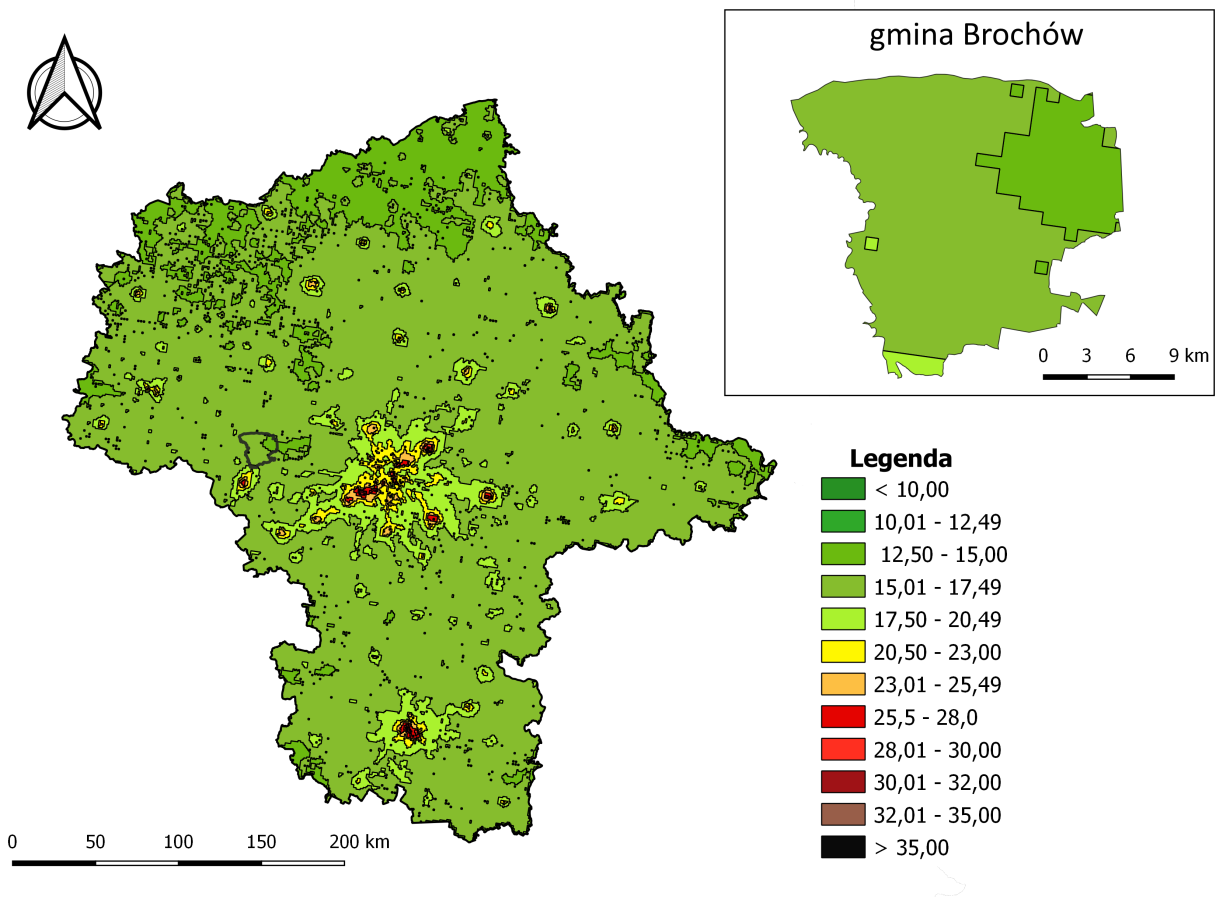 gmina Brochów
0 3 6 9 km
Legenda
< 10,00
10,01 - 12,49
12,50 - 15,00
15,01 - 17,49
17,50 - 20,49
20,50 - 23,00
23,01 - 25,49
25,5 - 28,0
28,01 - 30,00
30,01 - 32,00
32,01 - 35,00
> 35,00
0 50 100 150 200 km